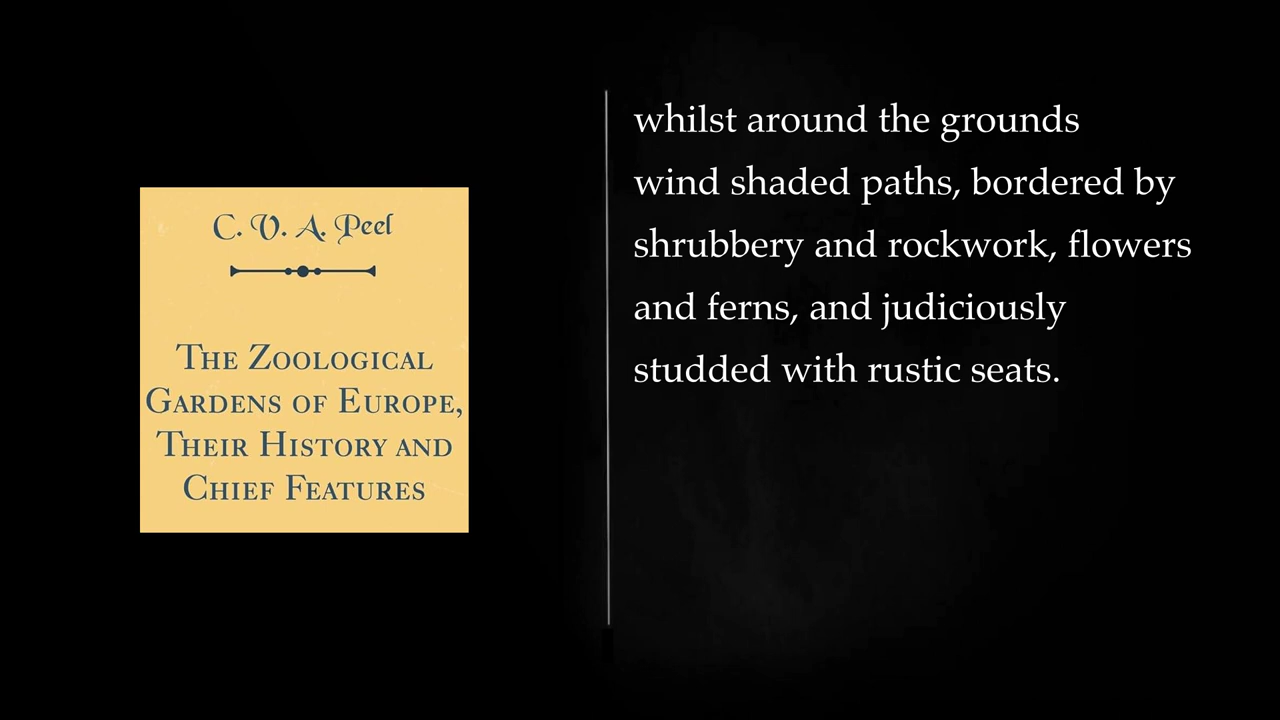 C. V. A. Peel
The Zoological
Gardens of Europe,
Their History and
Chief Features
whilst around the grounds
wind shaded paths, bordered by
shrubbery and rockwork, flowers
and ferns, and judiciously
studded with rustic seats.